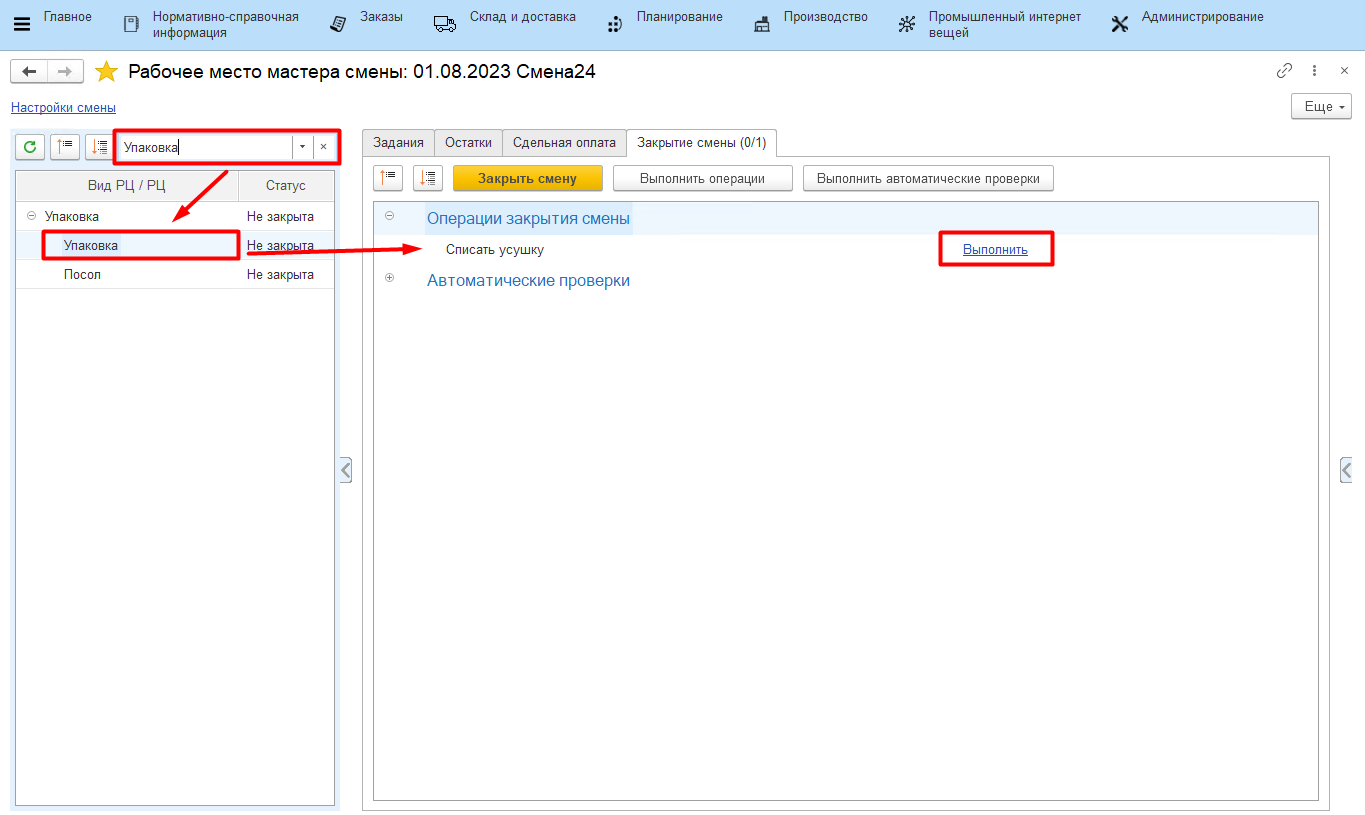 Главное
Нормативно-справочная
информация
Заказы
Склад и доставка
Планирование
Производство
Промышленный интернет
вещей
Администрирование
Рабочее место мастера смены: 01.08.2023 Смена24
Настройки смены
Еще
Упаковка
Вид РЦ / РЦ Статус
Упаковка Не закрыта
Упаковка Не закрыта
Посол Не закрыта
Задания Остатки Сдельная оплата Закрытие смены (0/1)
Закрыть смену Выполнить операции Выполнить автоматические проверки
Операции закрытия смены
Списать усушку Выполнить
Автоматические проверки